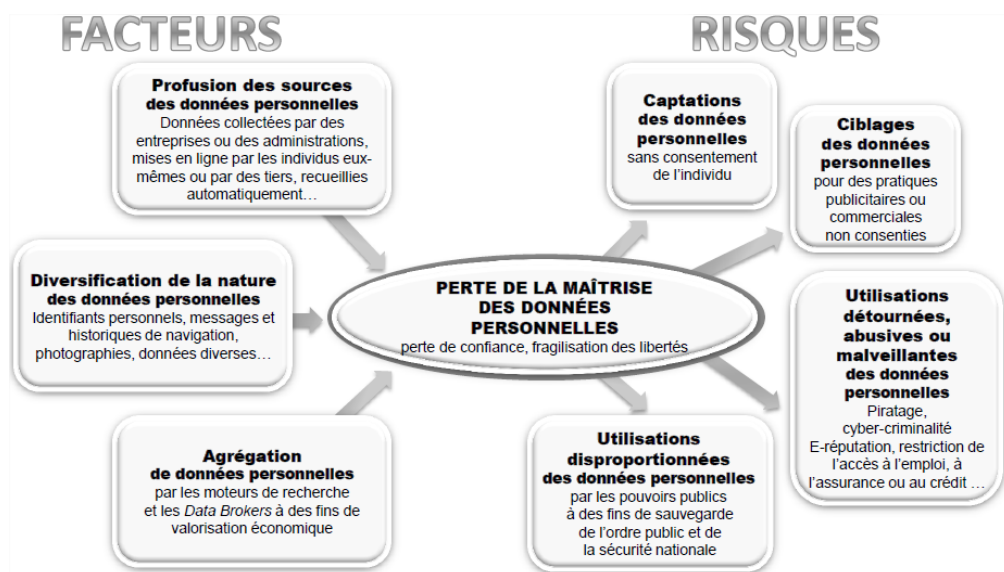 FACTEURS
RISQUES
Profusion des sources
des données personnelles
Données collectées par des
entreprises ou des administrations,
mises en ligne par les individus eux-
mêmes ou par des tiers, recueillies
automatiquement…
Diversification de la nature
des données personnelles
Identifiants personnels, messages et
historiques de navigation,
photographies, données diverses…
Agrégation
de données personnelles
par les moteurs de recherche
et les Data Brokers à des fins de
valorisation économique
PERTE DE LA MAÎTRISE
DES DONNÉES
PERSONNELLES
perte de confiance, fragilisation des libertés
Captations
des données
personnelles
sans consentement
de l’individu
Ciblages
des données
personnelles
pour des pratiques
publicitaires ou
commerciales
non consenties
Utilisations
détournées,
abusives ou
malveillantes
des données
personnelles
Piratage,
cyber-criminalité
E-réputation, restriction de
l’accès à l’emploi, à
l’assurance ou au crédit …
Utilisations
disproportionnées
des données personnelles
par les pouvoirs publics
à des fins de sauvegarde
de l’ordre public et de
la sécurité nationale